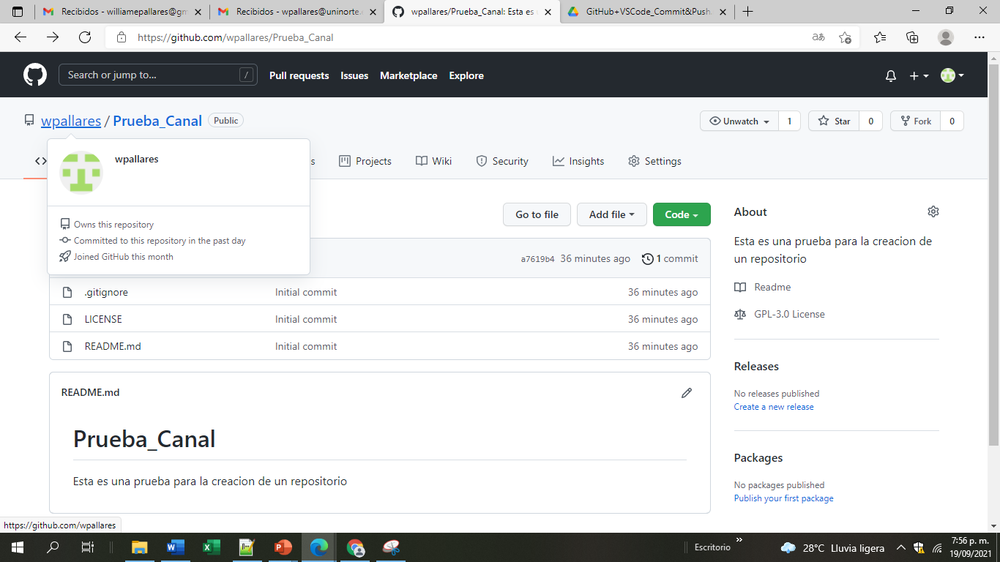 Recibidos - williamepallares@gm
Recibidos - wpallares@uninorte.
wpallares/Prueba_Canal: Esta es
GitHub+VSCode_Commit&Push
https://github.com/wpallares/Prueba_Canal
Search or jump to... /
Pull requests Issues Marketplace Explore
wpallares / Prueba_Canal Public
Unwatch 1 Star 0 Fork 0
wpallares
Owns this repository
Committed to this repository in the past day
Joined GitHub this month
s Projects Wiki Security Insights Settings
Go to file Add file Code
a7619b4 36 minutes ago 1 commit
.gitignore Initial commit 36 minutes ago
LICENSE Initial commit 36 minutes ago
README.md Initial commit 36 minutes ago
README.md
Prueba_Canal
Esta es una prueba para la creacion de un repositorio
About
Esta es una prueba para la creacion de
un repositorio
Readme
GPL-3.0 License
Releases
No releases published
Create a new release
Packages
No packages published
Publish your first package
https://github.com/wpallares
Escritorio
28°C Lluvia ligera
7:56 p. m.
19/09/2021